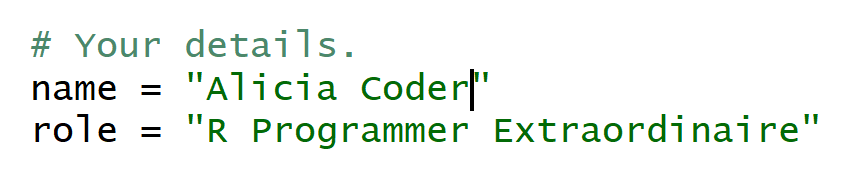 # Your details.
name = "Alicia Coder"
role = "R Programmer Extraordinaire"